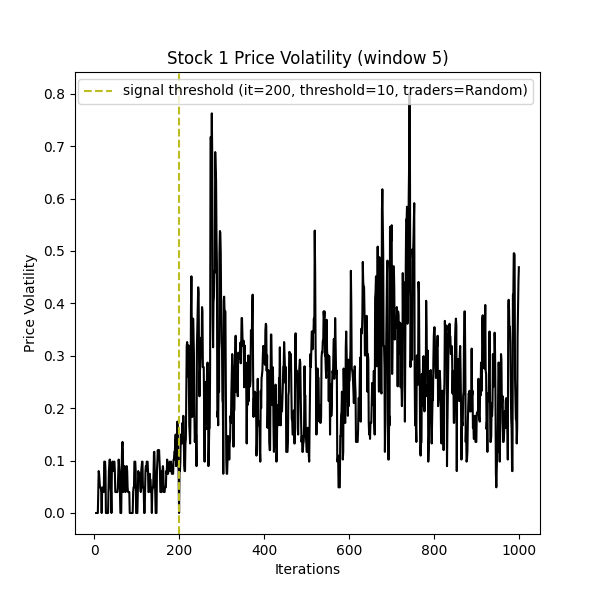 Stock 1 Price Volatility (window 5)
signal threshold (it=200, threshold=10, traders=Random)
Price Volatility
0.8
0.7
0.6
0.5
0.4
0.3
0.2
0.1
0.0
0 200 400 600 800 1000
Iterations